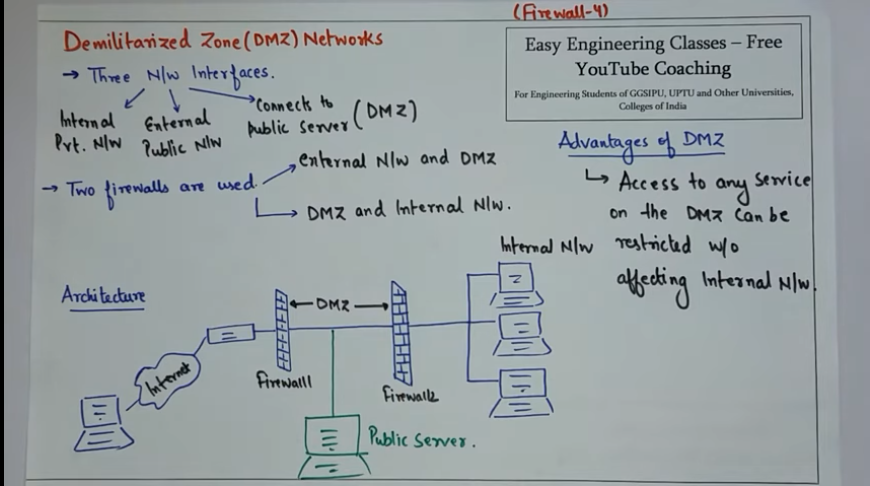 (Firewall-4)
Demilitarized Zone (DMZ) Networks
→ Three N/w Interfaces.
Internal
Pvt. N/W
External
Public N/W
Connects to
Public server (DMZ)
→ Two firewalls are used
external N/w and DMZ
DMZ and Internal N/w.
Easy Engineering Classes – Free
YouTube Coaching
For Engineering Students of GGSIPU, UPTU and Other Universities,
Colleges of India
Advantages of DMZ
↳ Access to any service
on the DMZ can be
restricted w/o
affecting Internal N/w.
Architecture
Internet
Firewall1
← DMZ →
Firewall2
Internal N/w
Public Server.